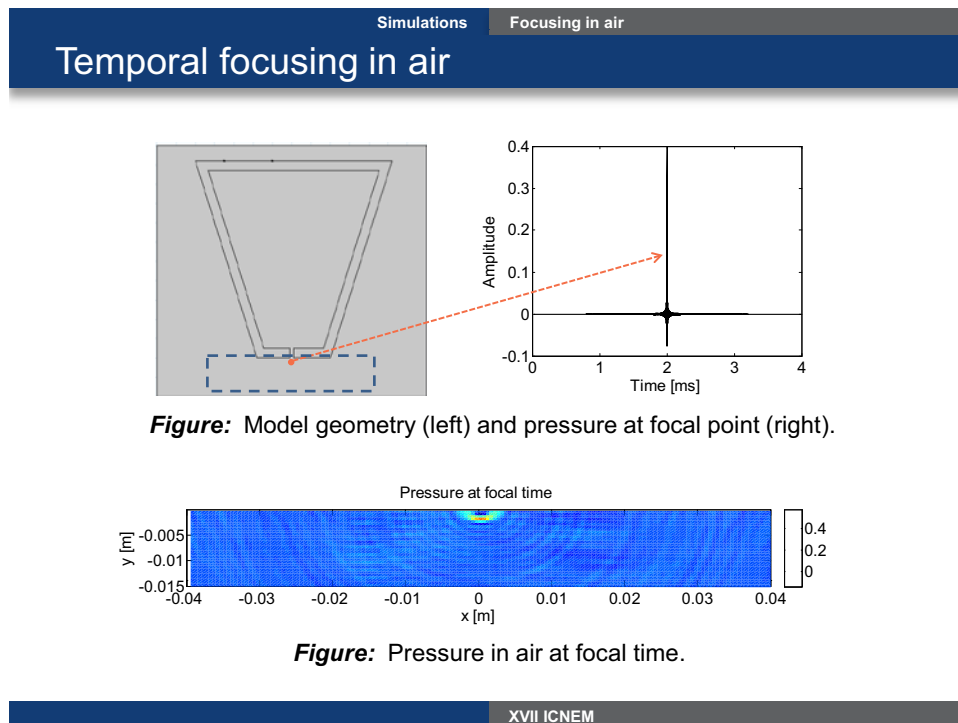 Simulations Focusing in air
Temporal focusing in air
0.4
0.3
0.2
0.1
0
-0.1
Amplitude
0 1 2 3 4
Time [ms]
Figure: Model geometry (left) and pressure at focal point (right).
Pressure at focal time
y [m]
-0.005
-0.01
-0.015
-0.04 -0.03 -0.02 -0.01 0 0.01 0.02 0.03 0.04
x [m]
0.4
0.2
0
Figure: Pressure in air at focal time.
XVII ICNEM